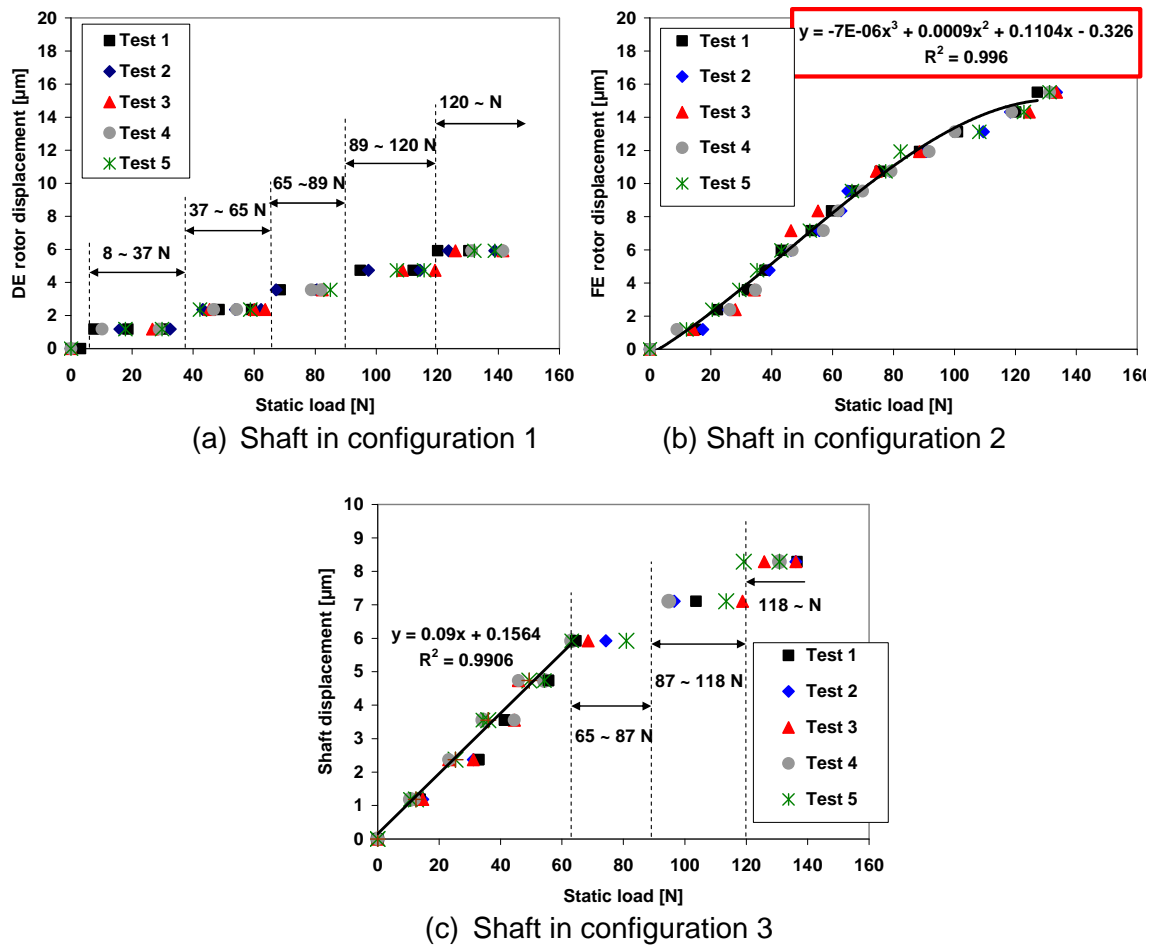 16
14
12
10
8
6
4
2
0
DE rotor displacement [µm]
Test 1
Test 2
Test 3
Test 4
Test 5
8 ~ 37 N
37 ~ 65 N
65 ~89 N
89 ~ 120 N
120 ~ N
0 20 40 60 80 100 120 140 160
Static load [N]
(a) Shaft in configuration 1
20
18
16
14
12
10
8
6
4
2
0
FE rotor displacement [µm]
Test 1
Test 2
Test 3
Test 4
Test 5
y = -7E-06x³ + 0.0009x² + 0.1104x - 0.326
R² = 0.996
0 20 40 60 80 100 120 140 160
Static load [N]
(b) Shaft in configuration 2
10
9
8
7
6
5
4
3
2
1
0
Shaft displacement [µm]
y = 0.09x + 0.1564
R² = 0.9906
65 ~ 87 N
87 ~ 118 N
118 ~ N
Test 1
Test 2
Test 3
Test 4
Test 5
0 20 40 60 80 100 120 140 160
Static load [N]
(c) Shaft in configuration 3